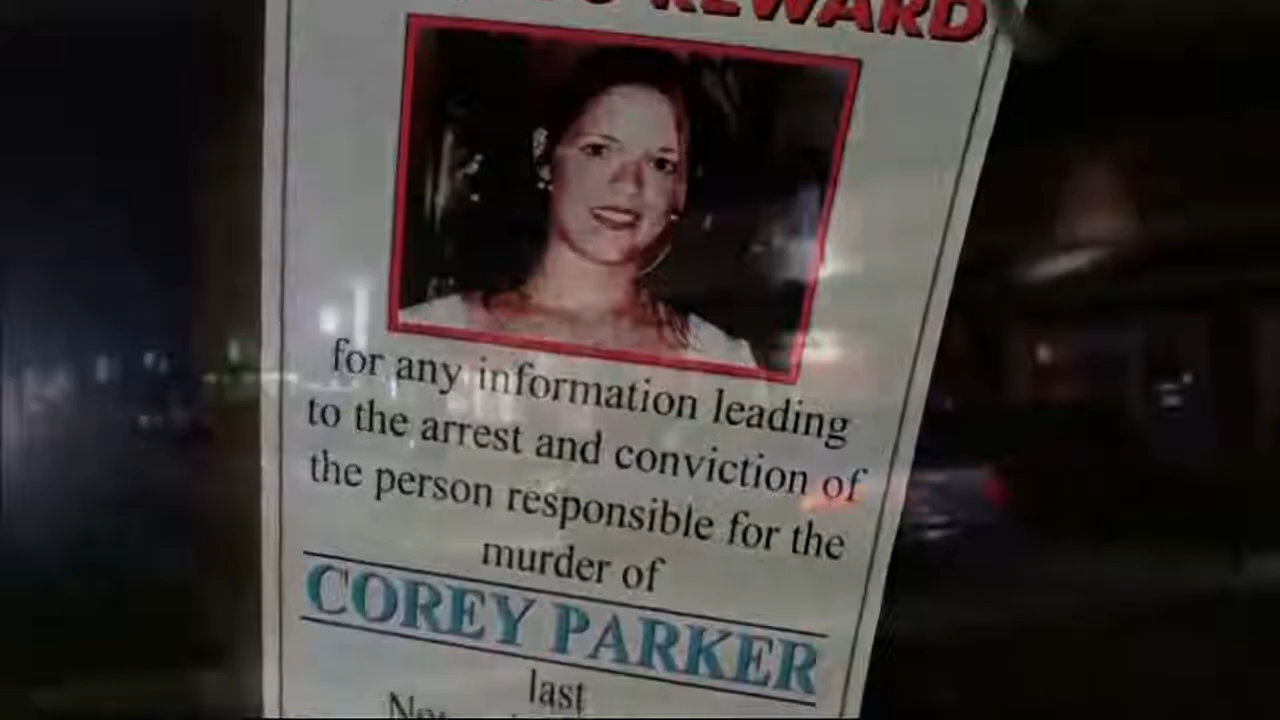 REWARD
for any information leading
to the arrest and conviction of
the person responsible for the
murder of
COREY PARKER
last